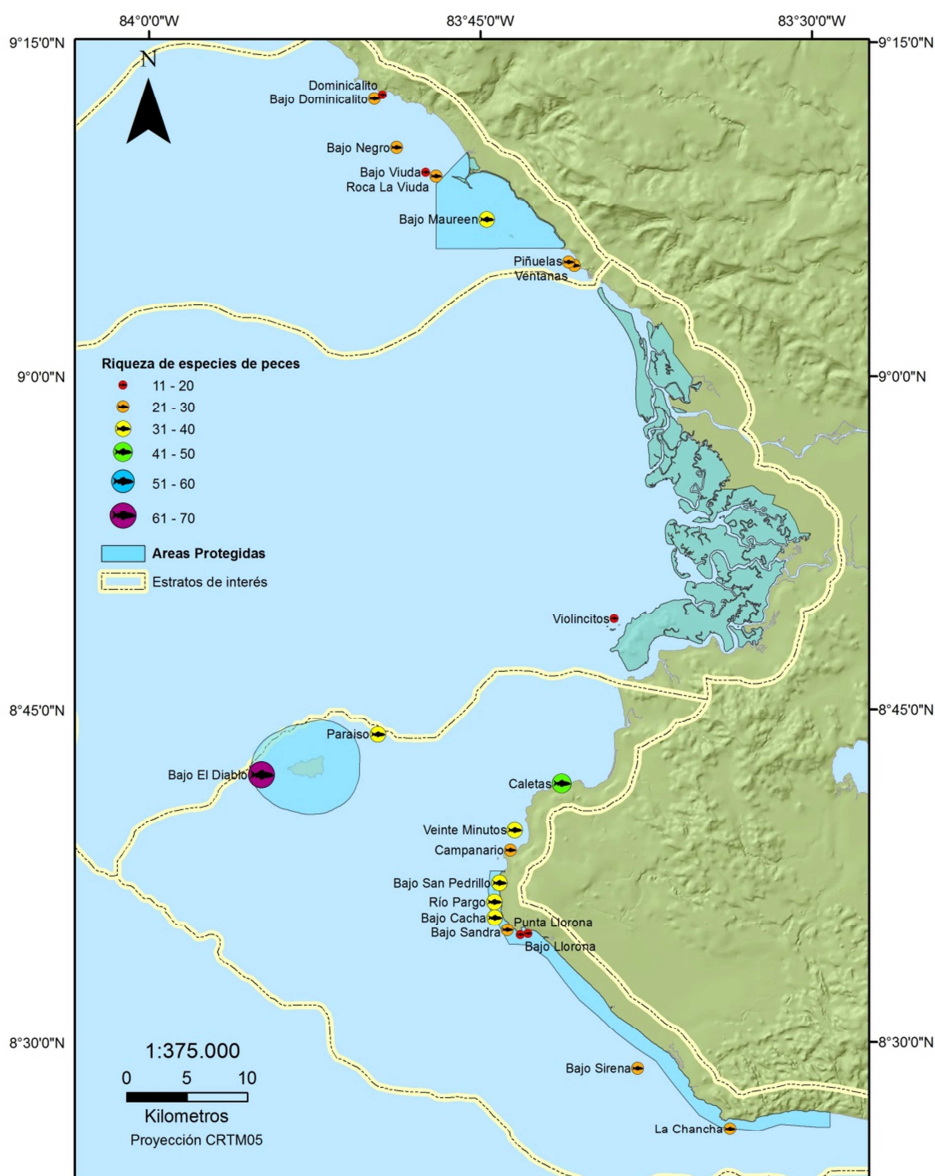 84°00'0"W
83°45'0"W
83°30'0"W
9°15'0"N
9°15'0"N
N
Dominicalito
Bajo Dominicalito
Bajo Negro
Bajo Viuda
Roca La Viuda
Bajo Maureen
Piñuelas
Ventanas
Riqueza de especies de peces
11 - 20
21 - 30
31 - 40
41 - 50
51 - 60
61 - 70
Areas Protegidas
Estratos de interés
9°0'0"N
9°0'0"N
Violincitos
8°45'0"N
8°45'0"N
Paraiso
Bajo El Diablo
Caletas
Veinte Minutos
Campanario
Bajo San Pedrillo
Río Pargo
Bajo Cacha
Punta Llorona
Bajo Sandra
Bajo Llorona
8°30'0"N
8°30'0"N
1:375.000
0 5 10
Kilometros
Proyección CRTM05
Bajo Sirena
La Chancha